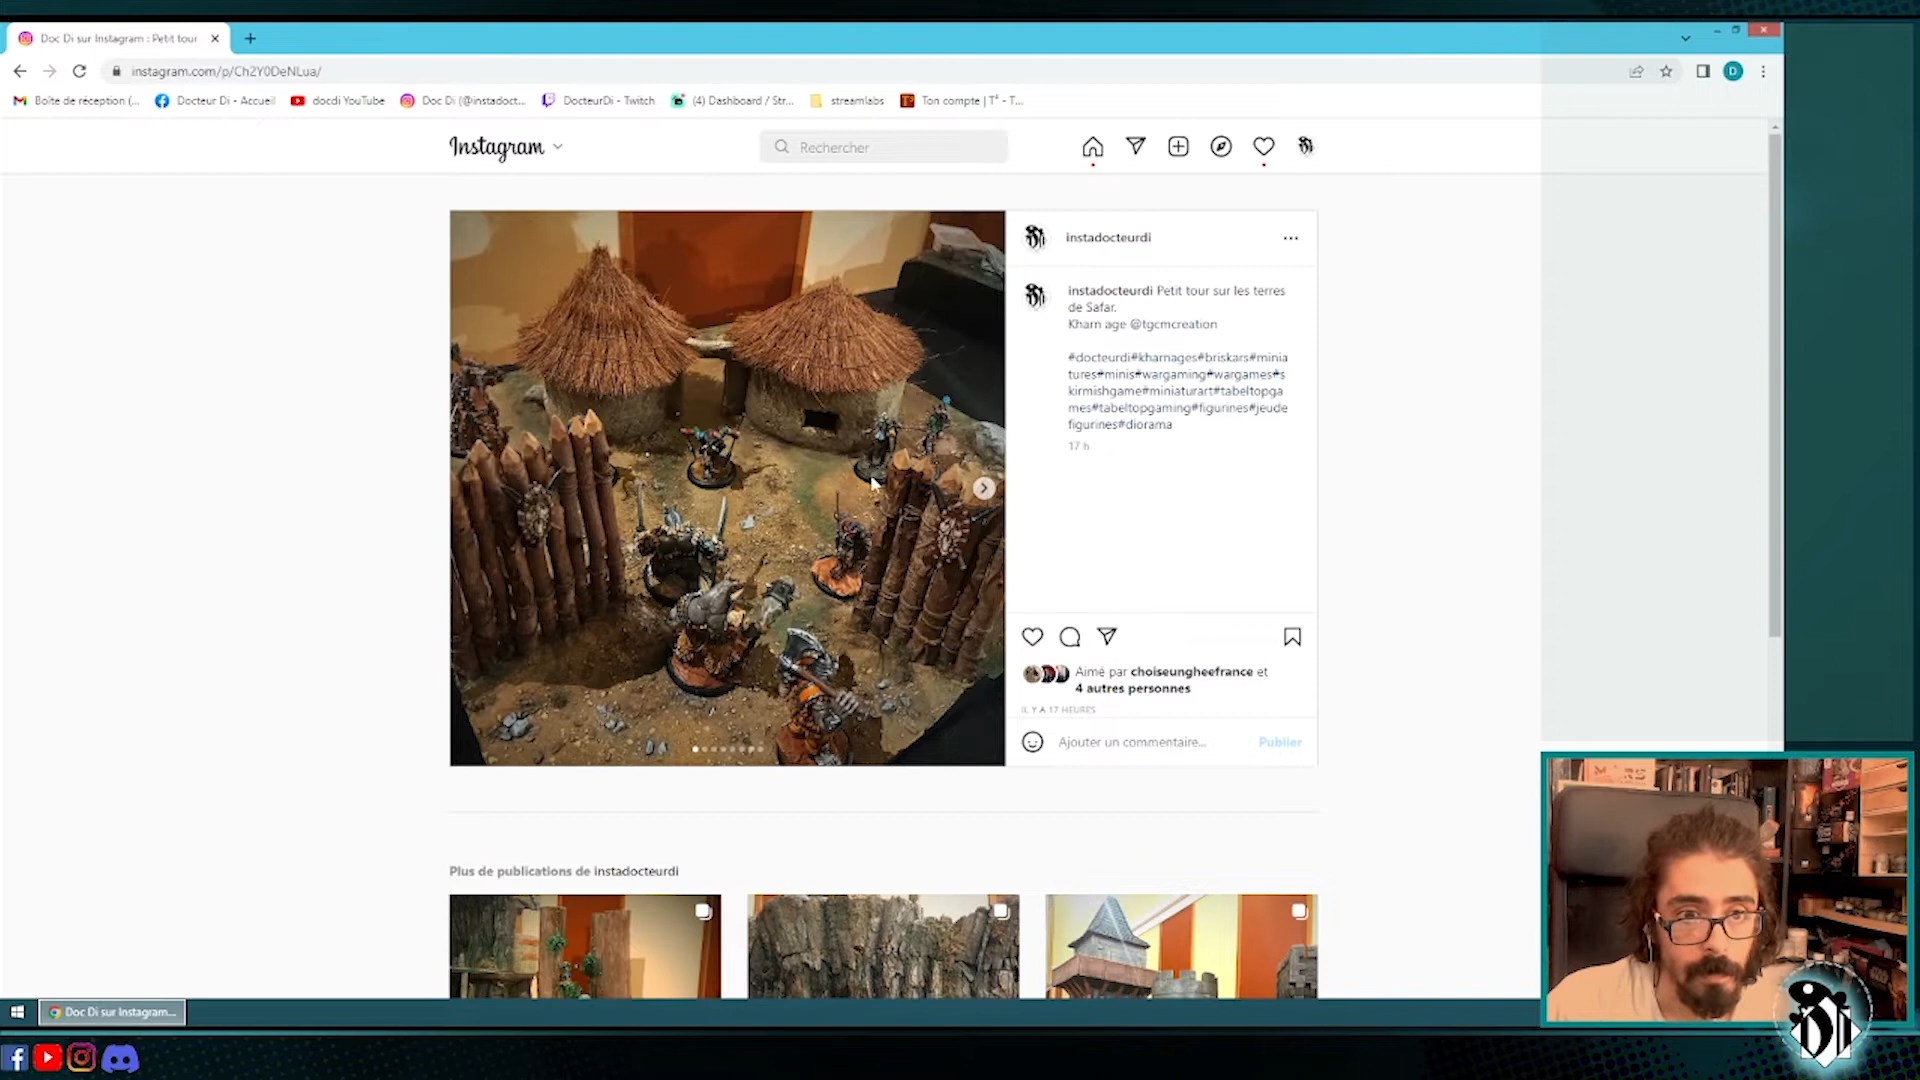 Doc Di sur Instagram : Petit tour
instagram.com/p/Ch2Y0DeNLua/
Boîte de réception (... Docteur Di - Accueil docdi YouTube Doc Di (@instadoct... DocteurDi - Twitch (4) Dashboard / Str... streamlabs Ton compte | T² - T...
Instagram
Rechercher
instadocteurdi
instadocteurdi Petit tour sur les terres
de Safar.
Kharn age @tgcmcreation
#docteurdi#kharnages#briskars#minia
tures#minis#wargaming#wargames#s
kirmishgame#miniaturart#tabeltopga
mes#tabeltopgaming#figurines#jeude
figurines#diorama
17 h
Aimé par choiseungheefrance et
4 autres personnes
IL Y A 17 HEURES
Ajouter un commentaire... Publier
Plus de publications de instadocteurdi
Doc Di sur Instagram...